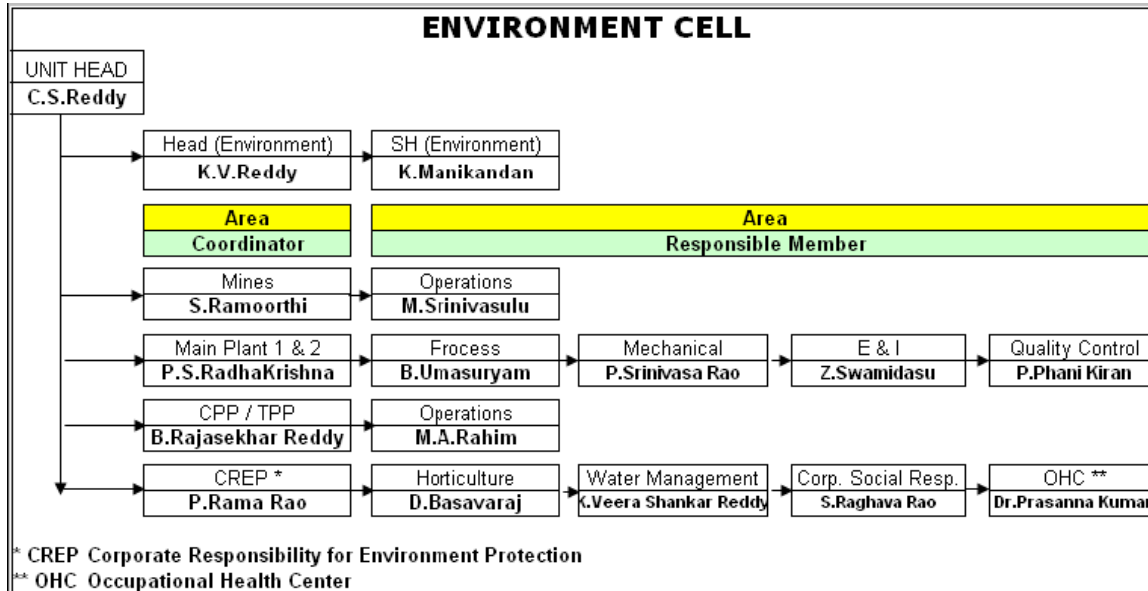 ENVIRONMENT CELL
UNIT HEAD
C.S.Reddy
Head (Environment) SH (Environment)
K.V.Reddy K.Manikandan
Area Area
Coordinator Responsible Member
Mines Operations
S.Ramoorthi M.Srinivasulu
Main Plant 1 & 2 Frocess Mechanical E & I Quality Control
P.S.RadhaKrishna B.Umasuryam P.Srinivasa Rao Z.Swamidasu P.Phani Kiran
CPP / TPP Operations
B.Rajasekhar Reddy M.A.Rahim
CREP * Horticulture Water Management Corp. Social Resp. OHC **
P.Rama Rao D.Basavaraj K.Veera Shankar Reddy S.Raghava Rao Dr.Prasanna Kumar
* CREP Corporate Responsibility for Environment Protection
** OHC Occupational Health Center